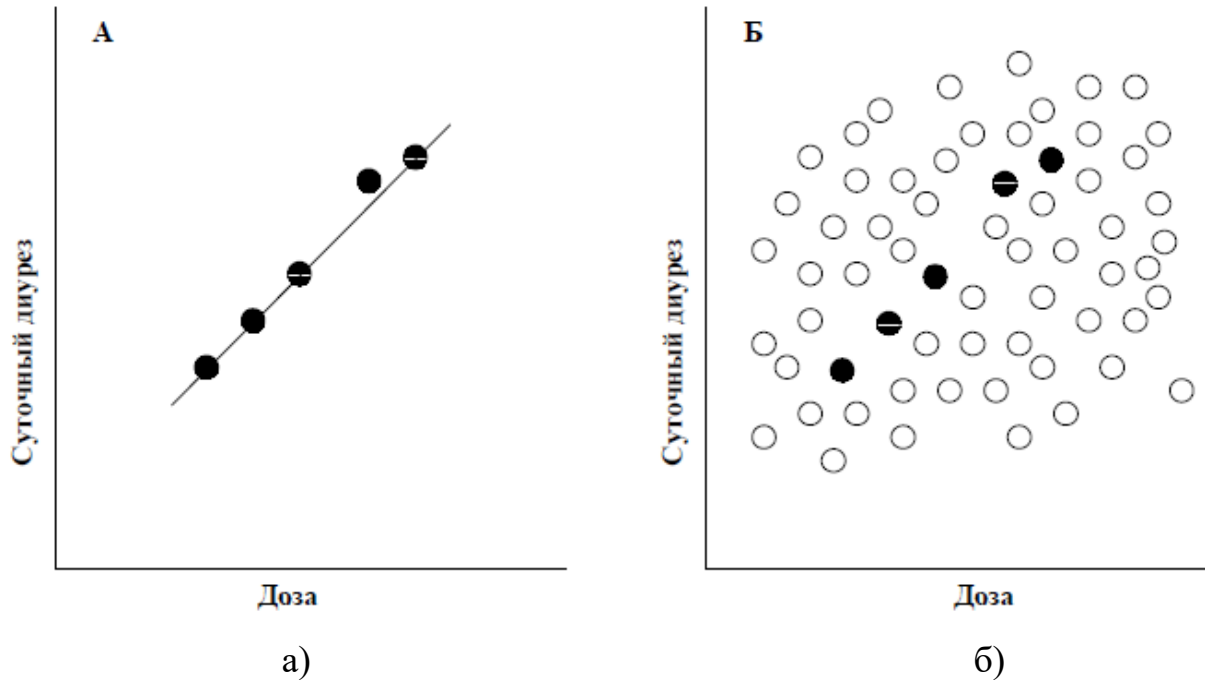 А
Суточный диурез
Доза
а)
Б
Суточный диурез
Доза
б)